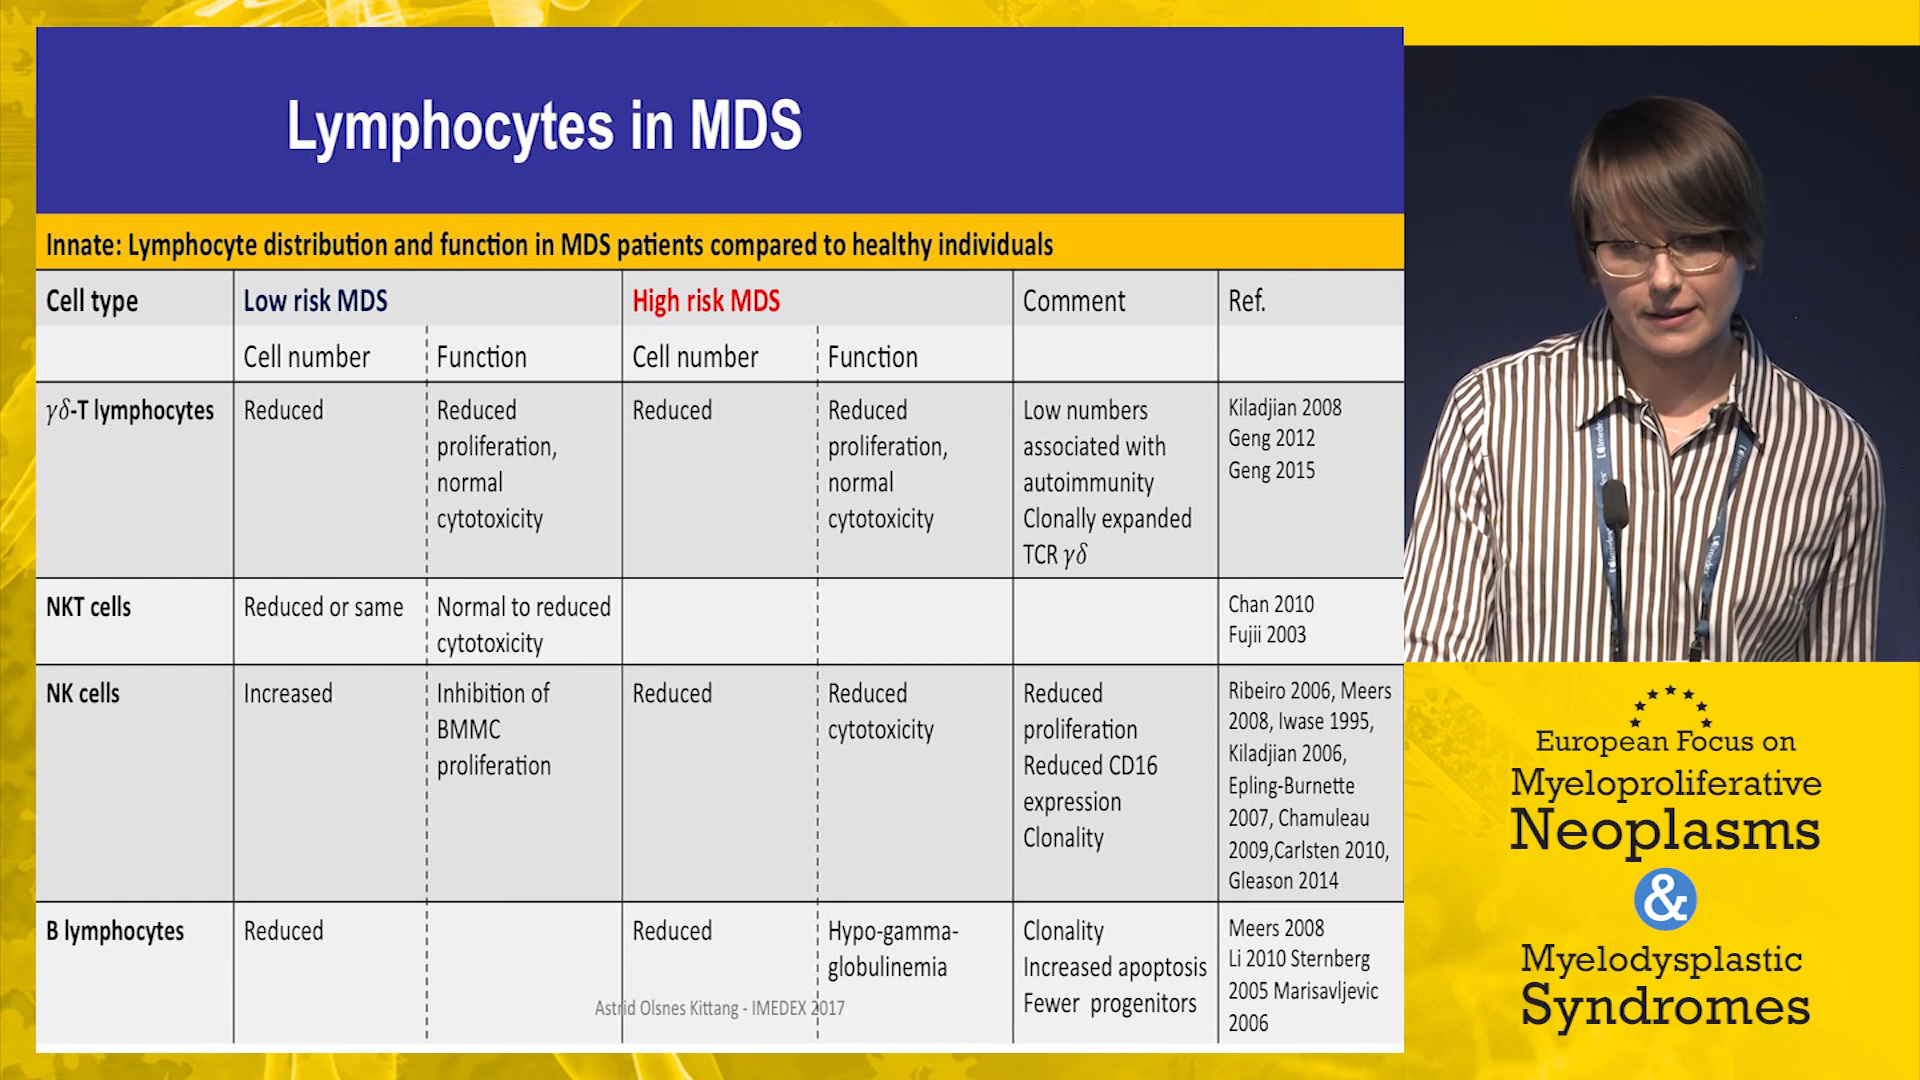 Lymphocytes in MDS
Innate: Lymphocyte distribution and function in MDS patients compared to healthy individuals
Cell type
Low risk MDS
High risk MDS
Comment
Ref.
Cell number
Function
Cell number
Function
γδ-T lymphocytes
Reduced
Reduced
proliferation,
normal
cytotoxicity
Reduced
Reduced
proliferation,
normal
cytotoxicity
Low numbers
associated with
autoimmunity
Clonally expanded
TCR γδ
Kiladjian 2008
Geng 2012
Geng 2015
NKT cells
Reduced or same
Normal to reduced
cytotoxicity
Chan 2010
Fujii 2003
NK cells
Increased
Inhibition of
BMMC
proliferation
Reduced
Reduced
cytotoxicity
Reduced
proliferation
Reduced CD16
expression
Clonality
Ribeiro 2006, Meers
2008, Iwase 1995,
Kiladjian 2006,
Epling-Burnette
2007, Chamuleau
2009,Carlsten 2010,
Gleason 2014
B lymphocytes
Reduced
Reduced
Hypo-gamma-
globulinemia
Clonality
Increased apoptosis
Fewer progenitors
Meers 2008
Li 2010 Sternberg
2005 Marisavljevic
2006
Astrid Olsnes Kittang - IMEDEX 2017
European Focus on
Myeloproliferative
Neoplasms
&
Myelodysplastic
Syndromes